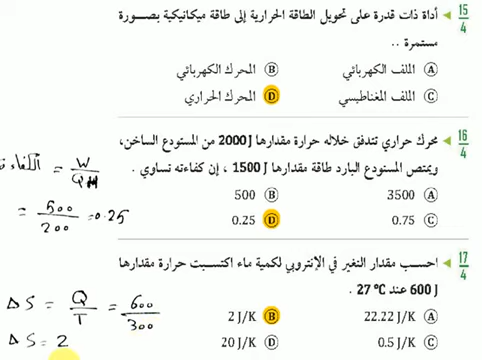 15/4 أداة ذات قدرة على تحويل الطاقة الحرارية إلى طاقة ميكانيكية بصورة
مستمرة ..
A الملف الكهربائي B المحرك الكهربائي
C الملف المغناطيسي D المحرك الحراري
16/4 محرك حراري تتدفق خلاله حرارة مقدارها 2000 J من المستودع الساخن،
ويمتص المستودع البارد طاقة مقدارها 1500 J ، إن كفاءته تساوي .
A 3500 B 500
C 0.75 D 0.25
= W/QH
= 500/200 = 0.25
17/4 احسب مقدار التغير في الإنتروبي لكمية ماء اكتسبت حرارة مقدارها
600 J عند 27 °C .
A 22.22 J/K B 2 J/K
C 0.5 J/K D 20 J/K
ΔS = Q/T = 600/300
ΔS = 2